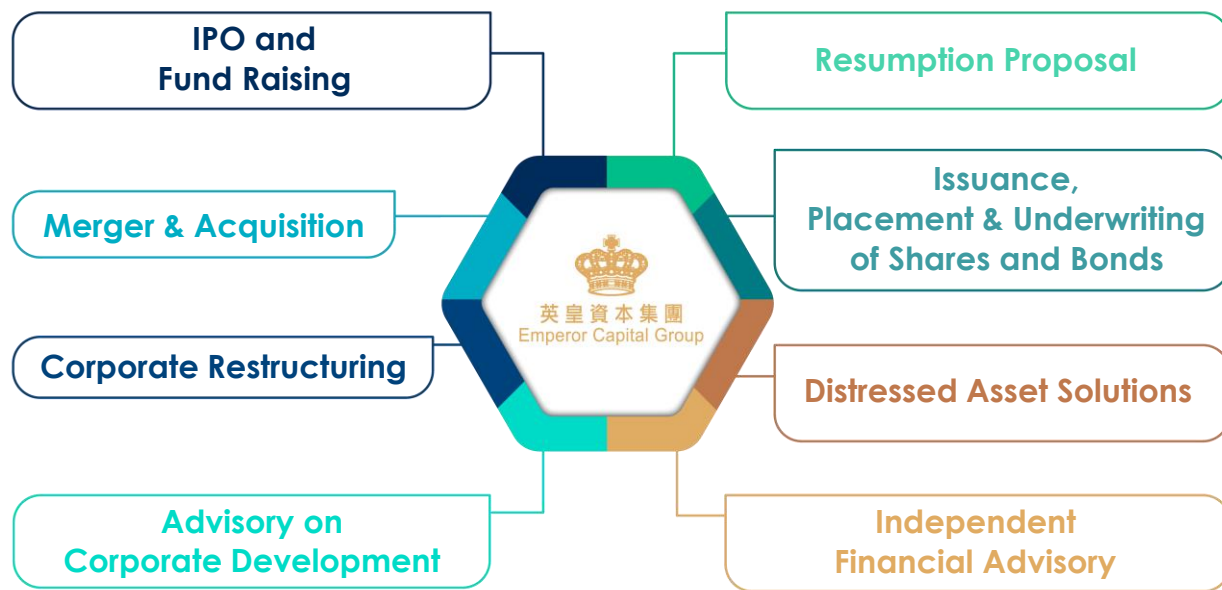 IPO and
Fund Raising
Merger & Acquisition
Corporate Restructuring
Advisory on
Corporate Development
英皇資本集團
Emperor Capital Group
Resumption Proposal
Issuance,
Placement & Underwriting
of Shares and Bonds
Distressed Asset Solutions
Independent
Financial Advisory